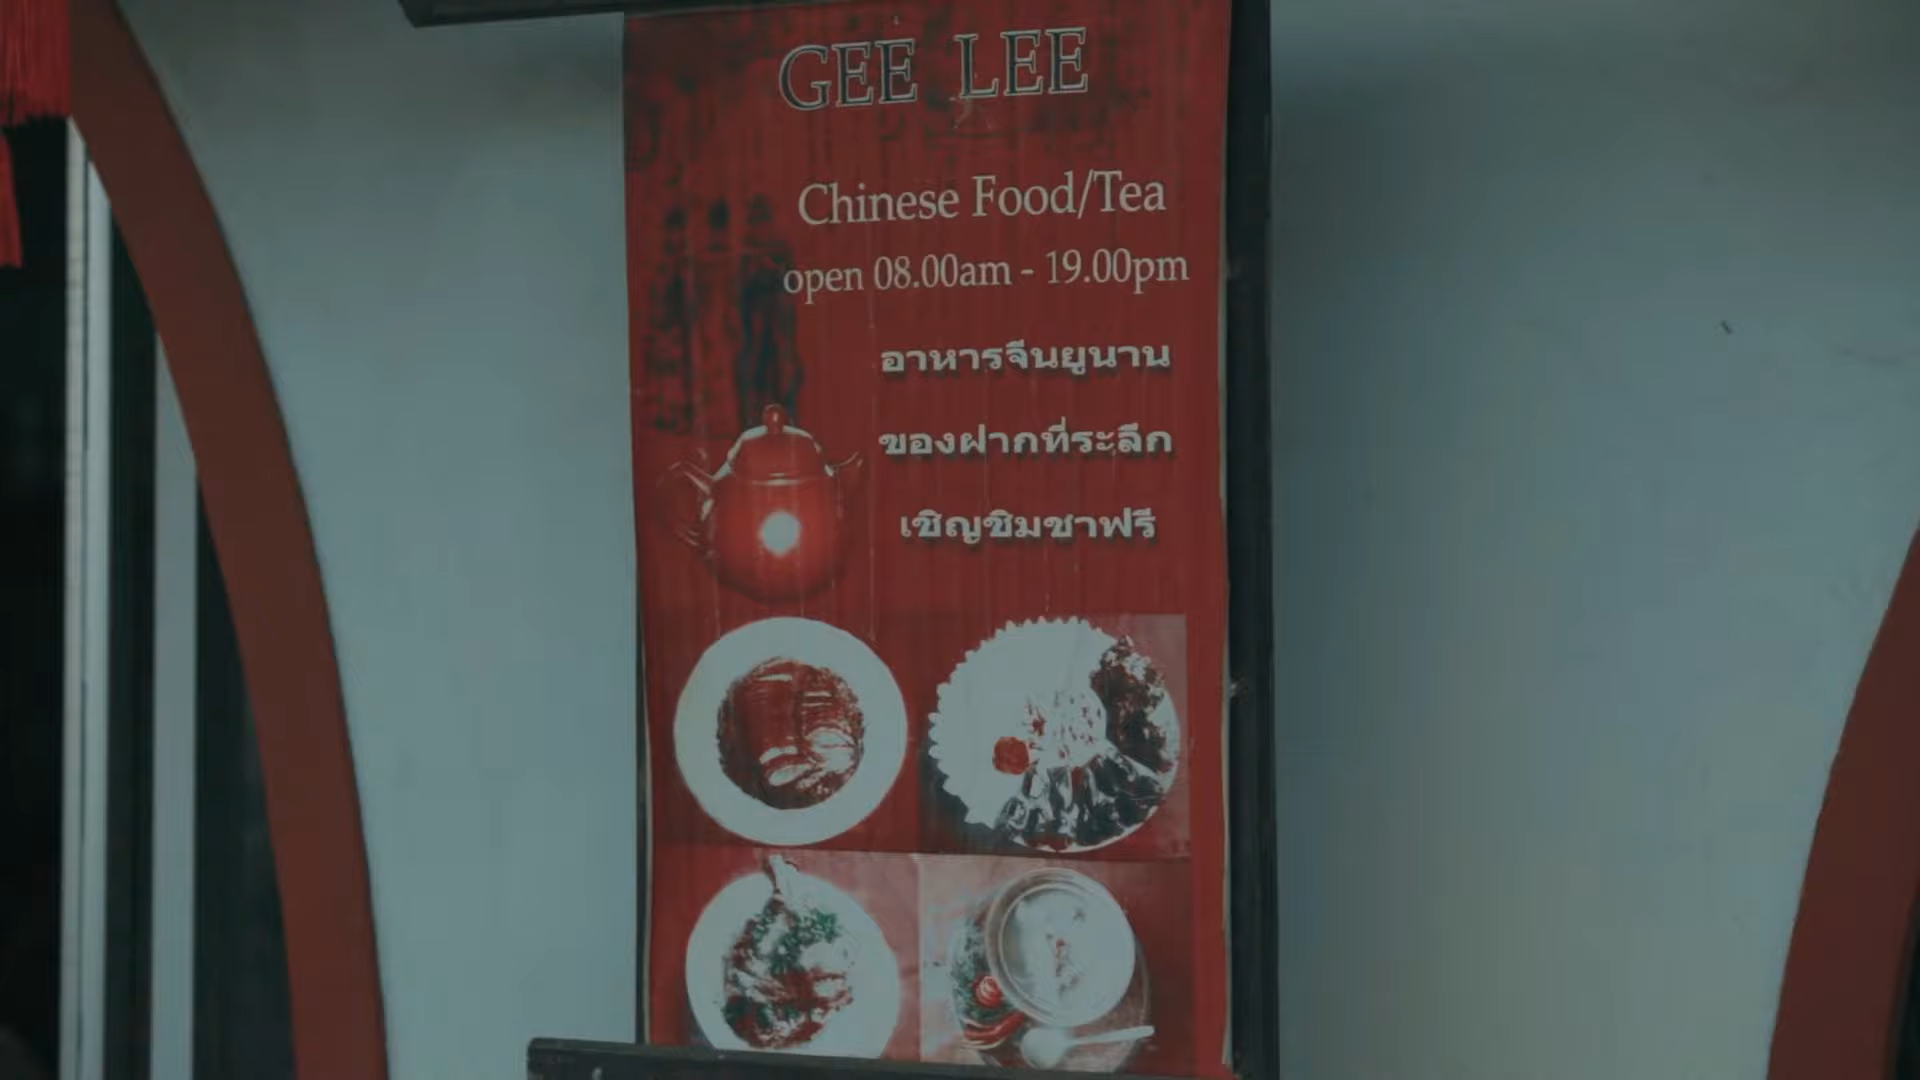 GEE LEE
Chinese Food/Tea
open 08.00am - 19.00pm
อาหารจีนยูนาน
ของฝากที่ระลึก
เชิญชิมชาฟรี